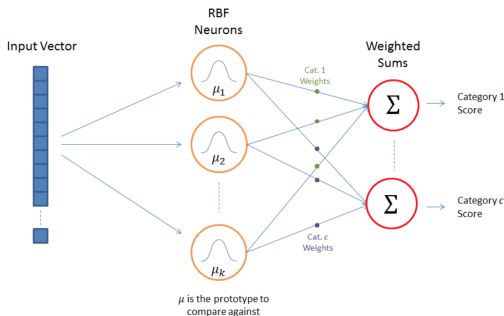 RBF
Neurons
Input Vector
Weighted
Sums
Cat. 1
Weights
μ1
Σ
Category 1
Score
μ2
Σ
Category c
Score
Cat. c
Weights
μk
μ is the prototype to
compare against